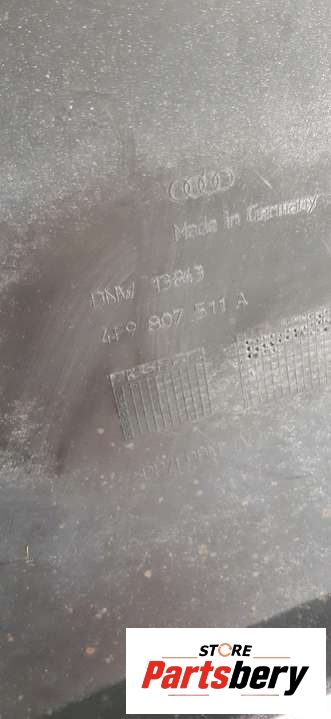 Made in Germany
DNW 13843
4F9 807 511 A
STORE
Partsbery